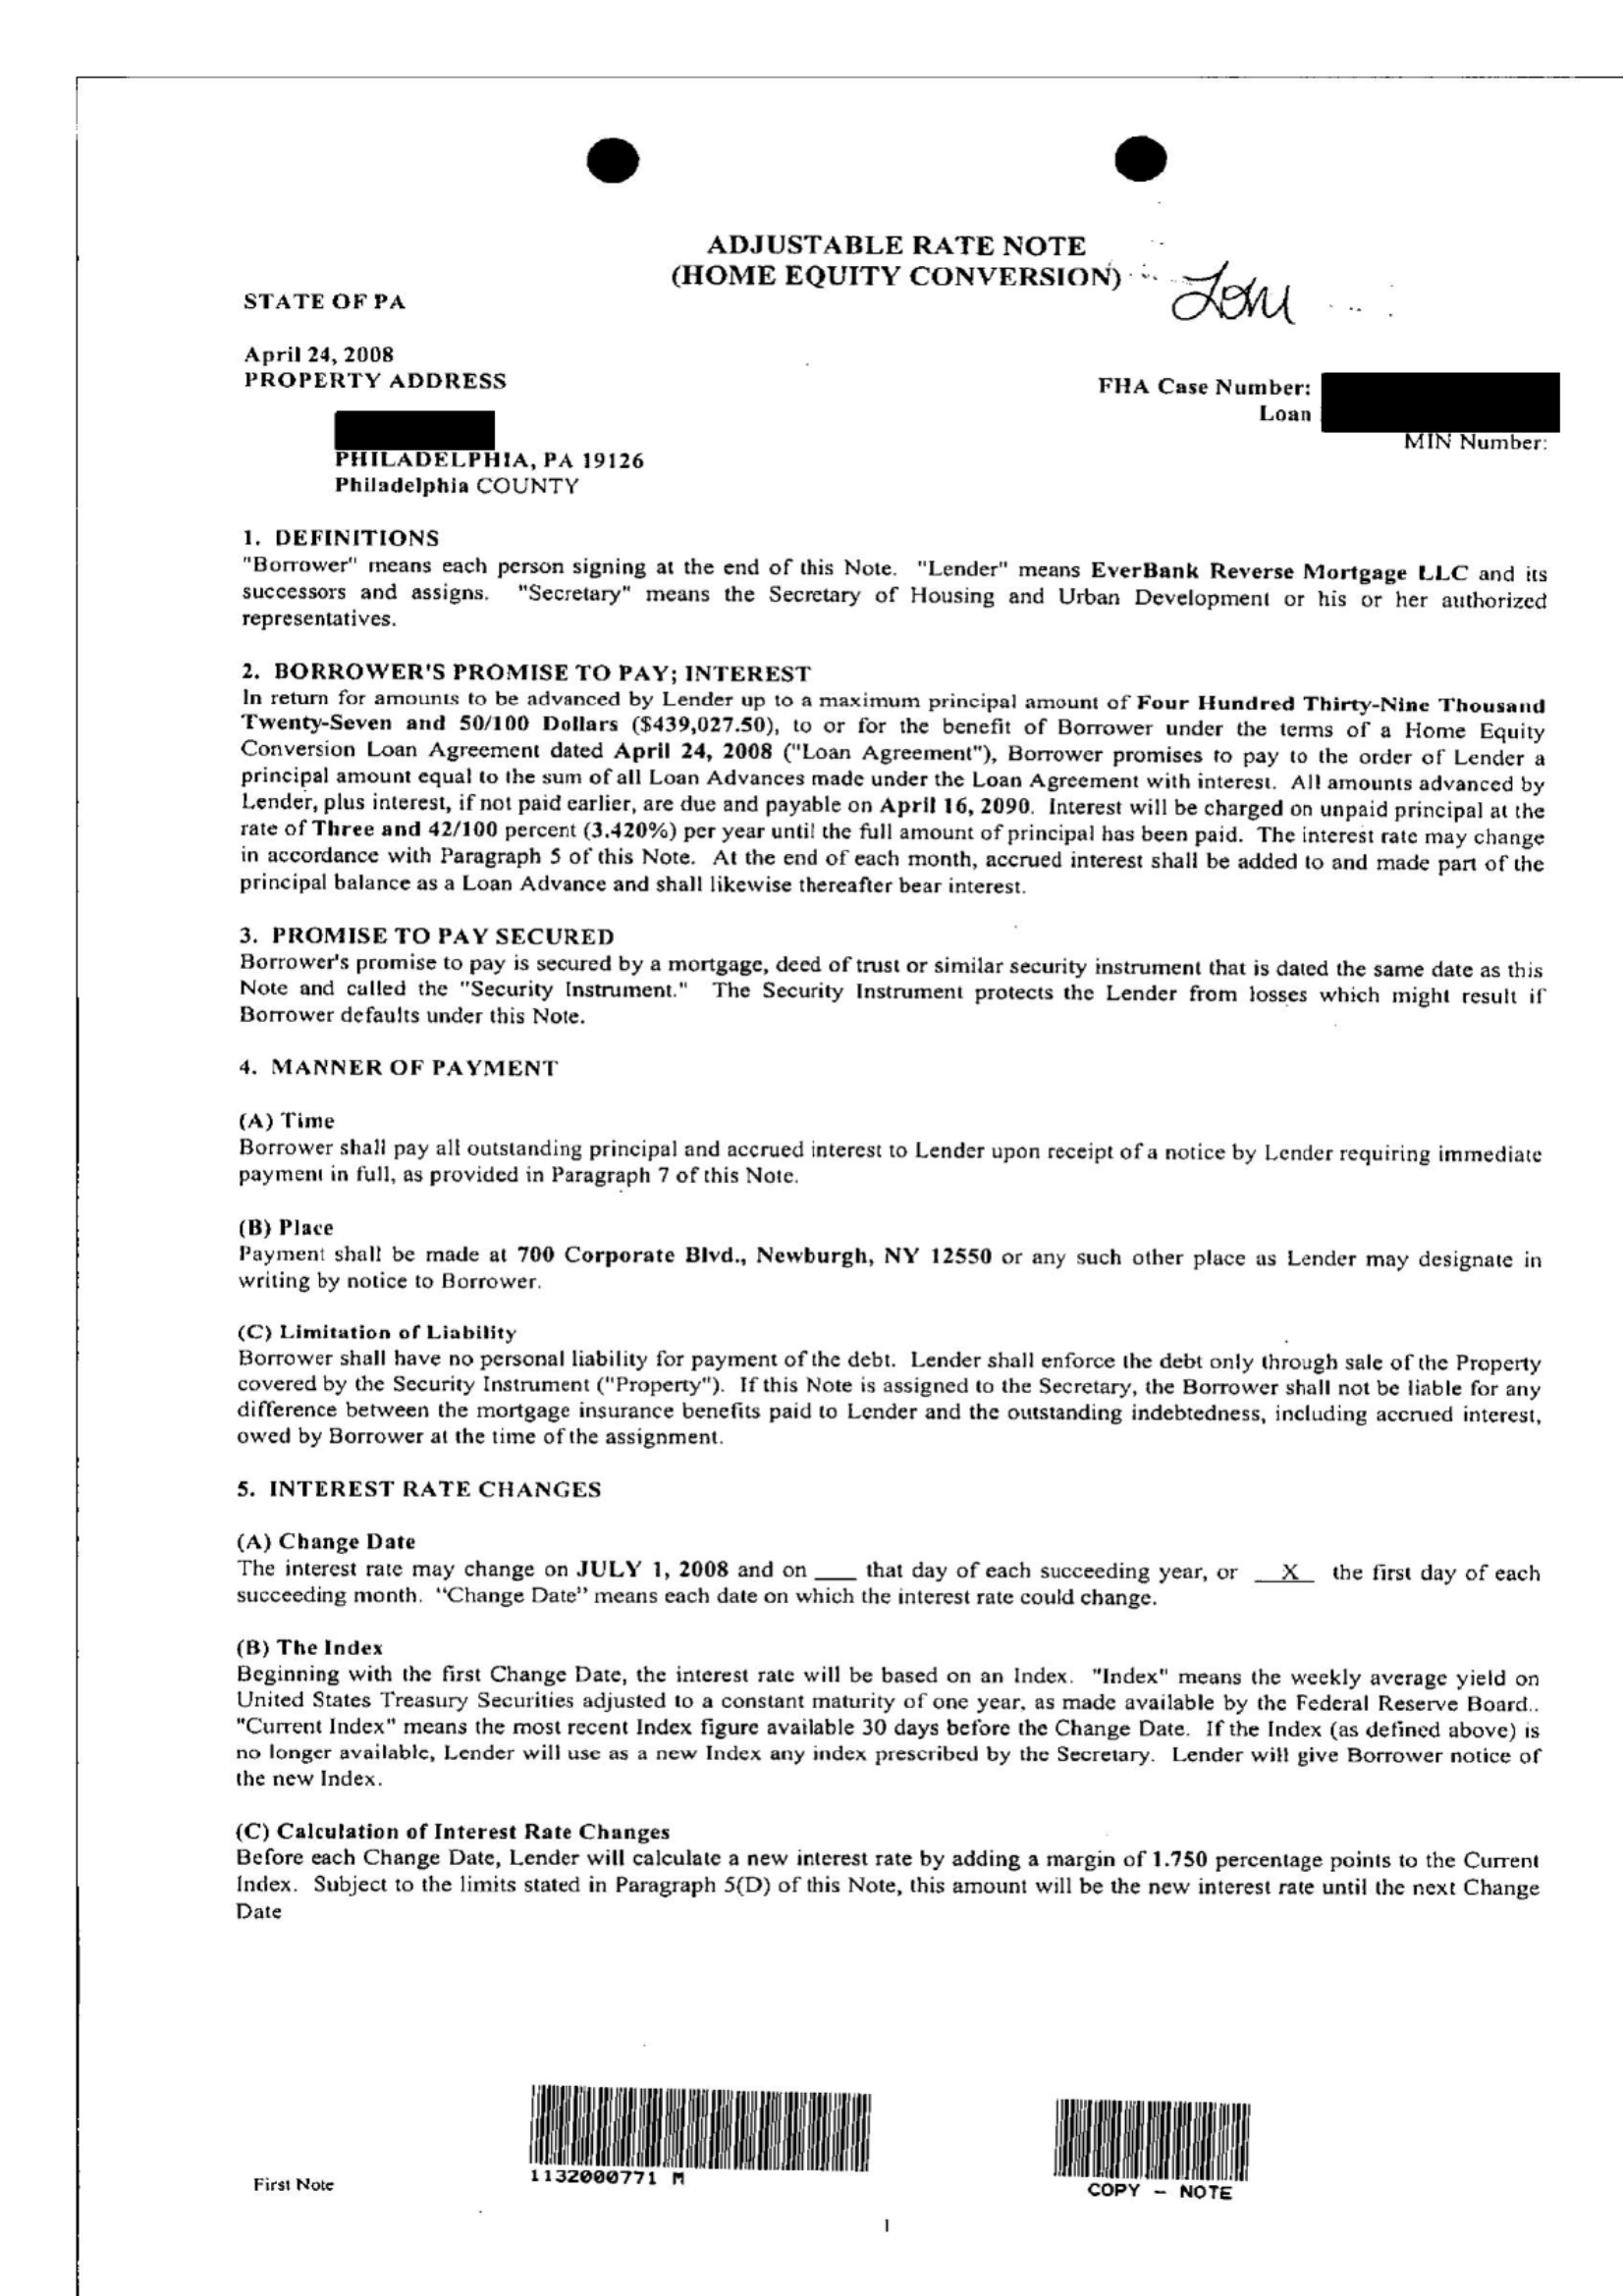 ADJUSTABLE RATE NOTE
(HOME EQUITY CONVERSION)
STATE OF PA
April 24, 2008
PROPERTY ADDRESS
FHA Case Number:
Loan
MIN Number:
PHILADELPHIA, PA 19126
Philadelphia COUNTY
1. DEFINITIONS
"Borrower" means each person signing at the end of this Note. "Lender" means EverBank Reverse Mortgage LLC and its
successors and assigns. "Secretary" means the Secretary of Housing and Urban Development or his or her authorized
representatives.
2. BORROWER'S PROMISE TO PAY; INTEREST
In return for amounts to be advanced by Lender up to a maximum principal amount of Four Hundred Thirty-Nine Thousand
Twenty-Seven and 50/100 Dollars ($439,027.50), to or for the benefit of Borrower under the terms of a Home Equity
Conversion Loan Agreement dated April 24, 2008 ("Loan Agreement"), Borrower promises to pay to the order of Lender a
principal amount equal to the sum of all Loan Advances made under the Loan Agreement with interest. All amounts advanced by
Lender, plus interest, if not paid earlier, are due and payable on April 16, 2090. Interest will be charged on unpaid principal at the
rate of Three and 42/100 percent (3.420%) per year until the full amount of principal has been paid. The interest rate may change
in accordance with Paragraph 5 of this Note. At the end of each month, accrued interest shall be added to and made part of the
principal balance as a Loan Advance and shall likewise thereafter bear interest.
3. PROMISE TO PAY SECURED
Borrower's promise to pay is secured by a mortgage, deed of trust or similar security instrument that is dated the same date as this
Note and called the "Security Instrument." The Security Instrument protects the Lender from losses which might result if
Borrower defaults under this Note.
4. MANNER OF PAYMENT
(A) Time
Borrower shall pay all outstanding principal and accrued interest to Lender upon receipt of a notice by Lender requiring immediate
payment in full, as provided in Paragraph 7 of this Note.
(B) Place
Payment shall be made at 700 Corporate Blvd., Newburgh, NY 12550 or any such other place as Lender may designate in
writing by notice to Borrower.
(C) Limitation of Liability
Borrower shall have no personal liability for payment of the debt. Lender shall enforce the debt only through sale of the Property
covered by the Security Instrument ("Property"). If this Note is assigned to the Secretary, the Borrower shall not be liable for any
difference between the mortgage insurance benefits paid to Lender and the outstanding indebtedness, including accrued interest,
owed by Borrower at the time of the assignment.
5. INTEREST RATE CHANGES
(A) Change Date
The interest rate may change on JULY 1, 2008 and on ___ that day of each succeeding year, or __X__ the first day of each
succeeding month. "Change Date" means each date on which the interest rate could change.
(B) The Index
Beginning with the first Change Date, the interest rate will be based on an Index. "Index" means the weekly average yield on
United States Treasury Securities adjusted to a constant maturity of one year, as made available by the Federal Reserve Board..
"Current Index" means the most recent Index figure available 30 days before the Change Date. If the Index (as defined above) is
no longer available, Lender will use as a new Index any index prescribed by the Secretary. Lender will give Borrower notice of
the new Index.
(C) Calculation of Interest Rate Changes
Before each Change Date, Lender will calculate a new interest rate by adding a margin of 1.750 percentage points to the Current
Index. Subject to the limits stated in Paragraph 5(D) of this Note, this amount will be the new interest rate until the next Change
Date
1132000771 M
First Note
COPY - NOTE
1